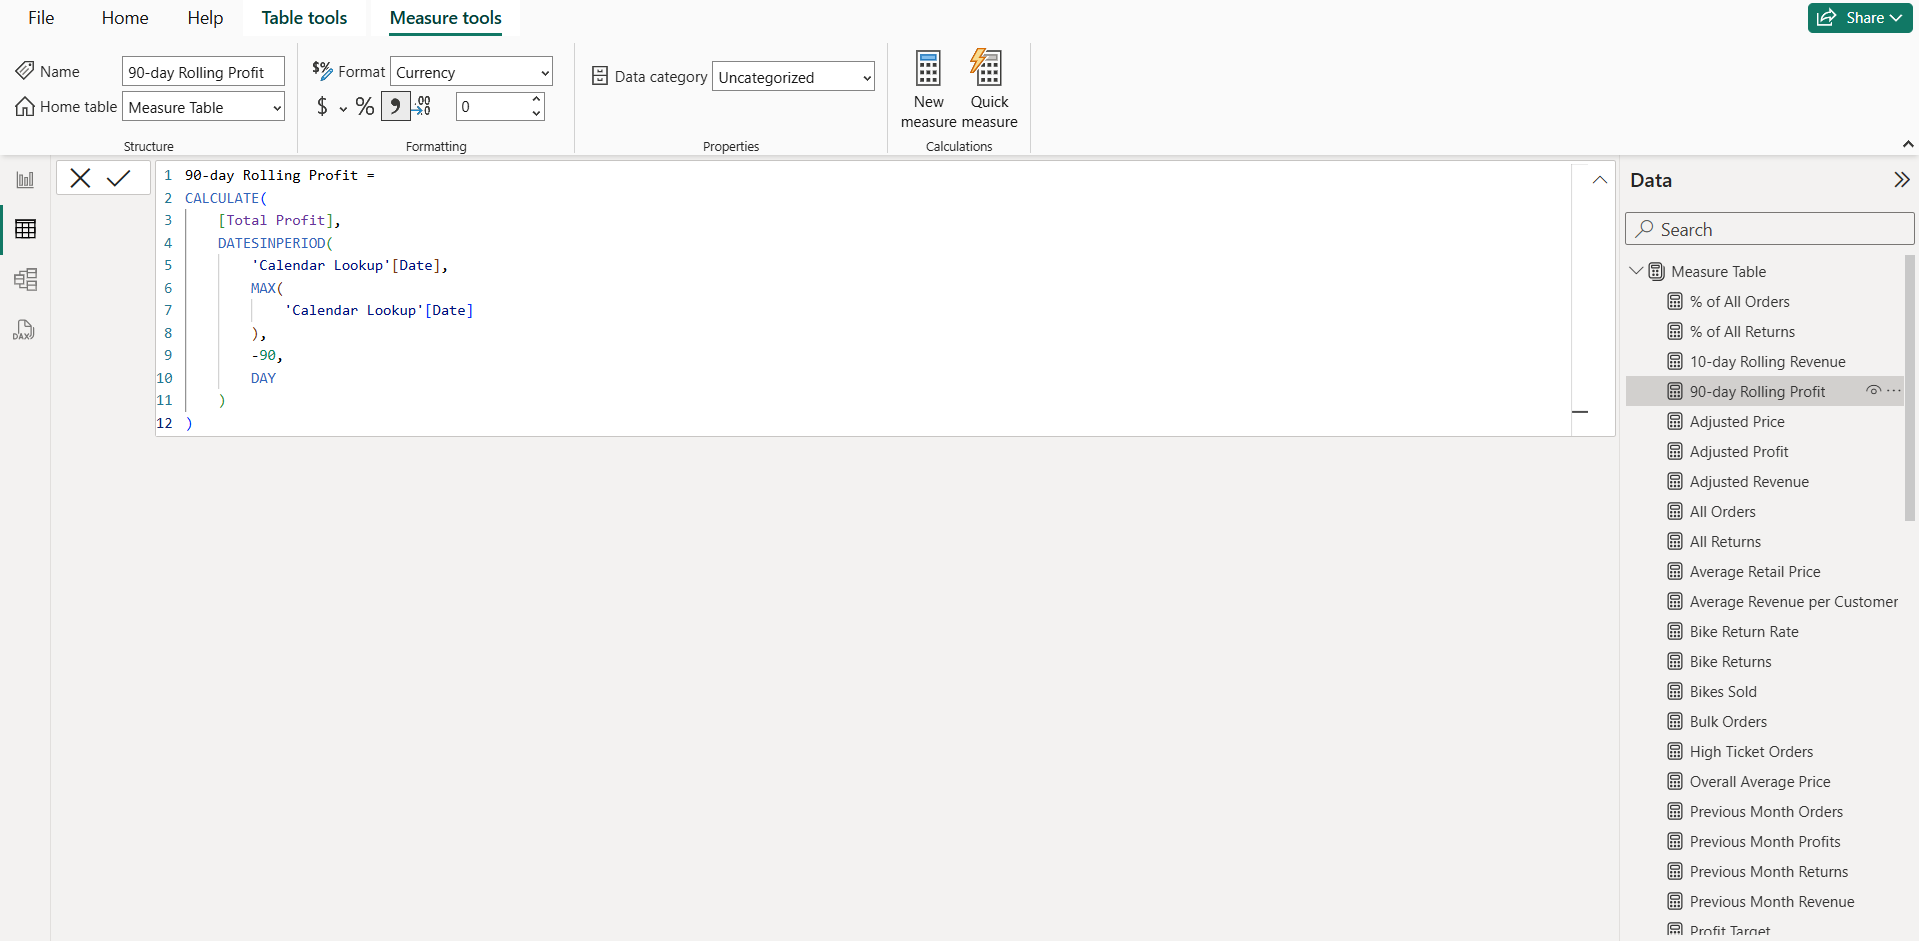 File Home Help Table tools Measure tools Share
Name 90-day Rolling Profit
Home table Measure Table
Structure
$% Format Currency
$ % , .00 0
Formatting
Data category Uncategorized
Properties
New measure
Quick measure
Calculations
1 90-day Rolling Profit =
2 CALCULATE(
3 [Total Profit],
4 DATESINPERIOD(
5 'Calendar Lookup'[Date],
6 MAX(
7 'Calendar Lookup'[Date]
8 ),
9 -90,
10 DAY
11 )
12 )
DAX
Data
Search
Measure Table
% of All Orders
% of All Returns
10-day Rolling Revenue
90-day Rolling Profit
Adjusted Price
Adjusted Profit
Adjusted Revenue
All Orders
All Returns
Average Retail Price
Average Revenue per Customer
Bike Return Rate
Bike Returns
Bikes Sold
Bulk Orders
High Ticket Orders
Overall Average Price
Previous Month Orders
Previous Month Profits
Previous Month Returns
Previous Month Revenue
Profit Target